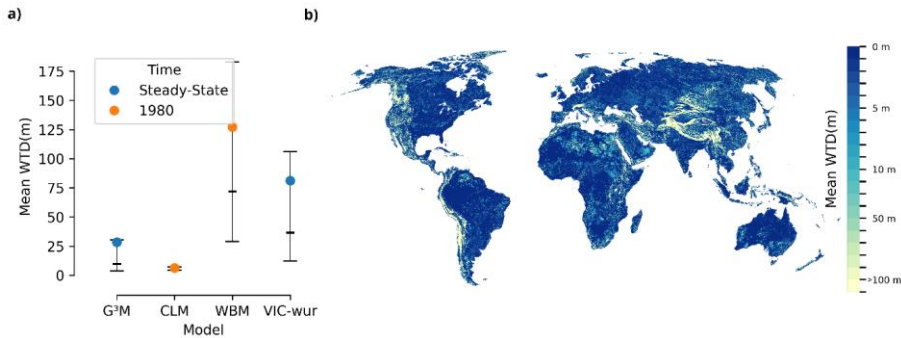 a)
Mean WTD(m)
175
150
125
100
75
50
25
0
Time
Steady-State
1980
G³M CLM WBM VIC-wur
Model
b)
Mean WTD(m)
0 m
5 m
10 m
50 m
>100 m